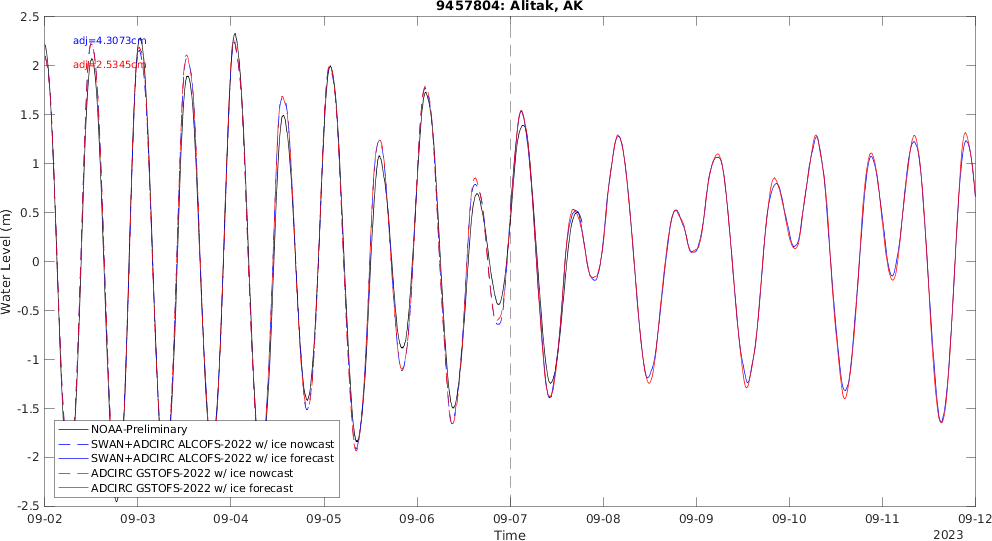 9457804: Alitak, AK
2.5
adj=4.3073cm
2
adj=2.5345cm
1.5
1
0.5
0
-0.5
-1
-1.5
-2
-2.5
Water Level (m)
NOAA-Preliminary
SWAN+ADCIRC ALCOFS-2022 w/ ice nowcast
SWAN+ADCIRC ALCOFS-2022 w/ ice forecast
ADCIRC GSTOFS-2022 w/ ice nowcast
ADCIRC GSTOFS-2022 w/ ice forecast
09-02 09-03 09-04 09-05 09-06 09-07 09-08 09-09 09-10 09-11 09-12
Time
2023